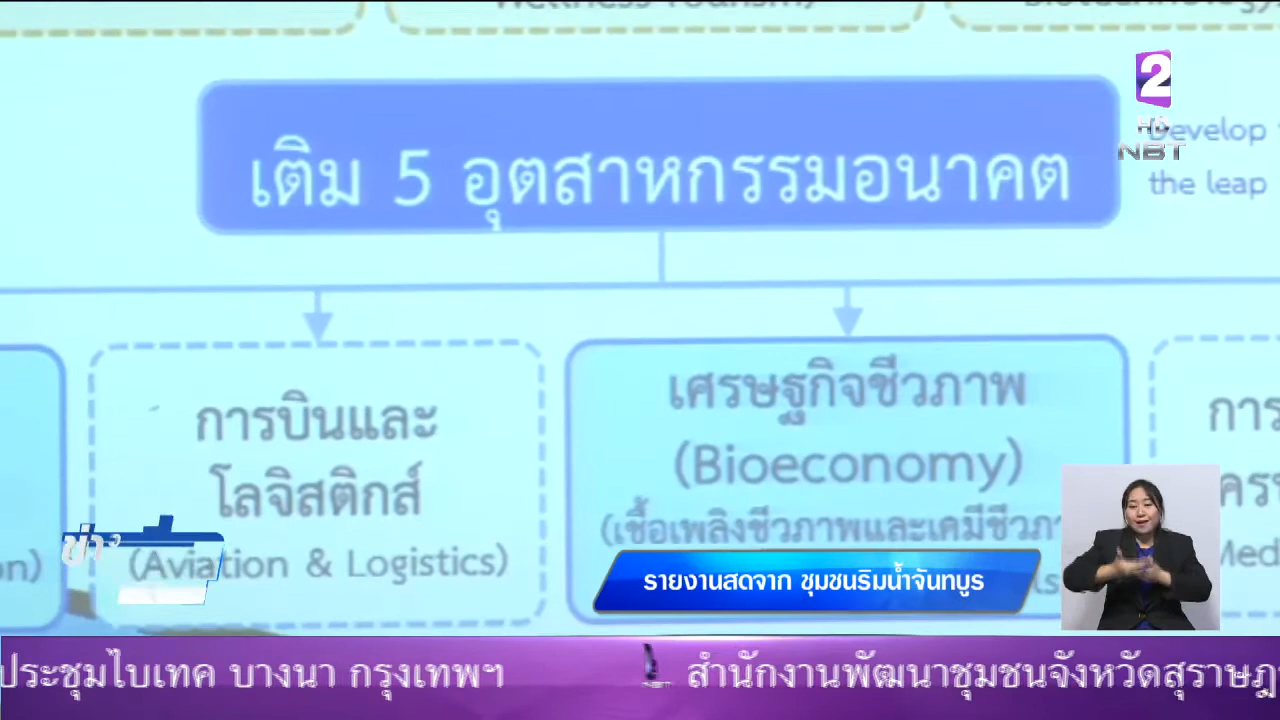 Wellness Tourism)
2
HD
NBT
Develop
the leap
เติม 5 อุตสาหกรรมอนาคต
การบินและ
โลจิสติกส์
(Aviation & Logistics)
เศรษฐกิจชีวภาพ
(Bioeconomy)
(เชื้อเพลิงชีวภาพและเคมีชีวภา
การ
ข่าว
รายงานสดจาก ชุมชนริมน้ำจันทบูร
ประชุมไบเทค บางนา กรุงเทพฯ สำนักงานพัฒนาชุมชนจังหวัดสุราษฎ